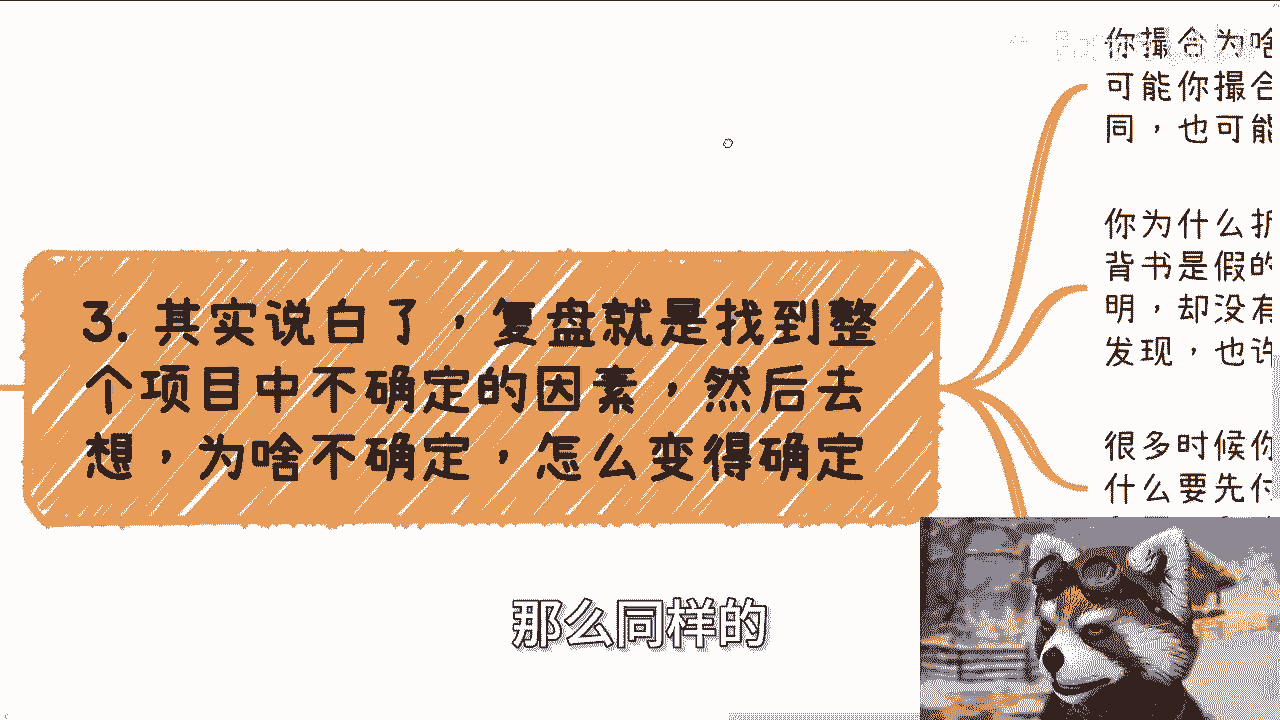 3. 其实说白了，复盘就是找到整
个项目中不确定的因素，然后去
想，为啥不确定，怎么变得确定
你撮合为啥
可能你撮合
同，也可能
你为什么折
背书是假的
明，却没有
发现，也许
很多时候你
什么要先付
那么同样的